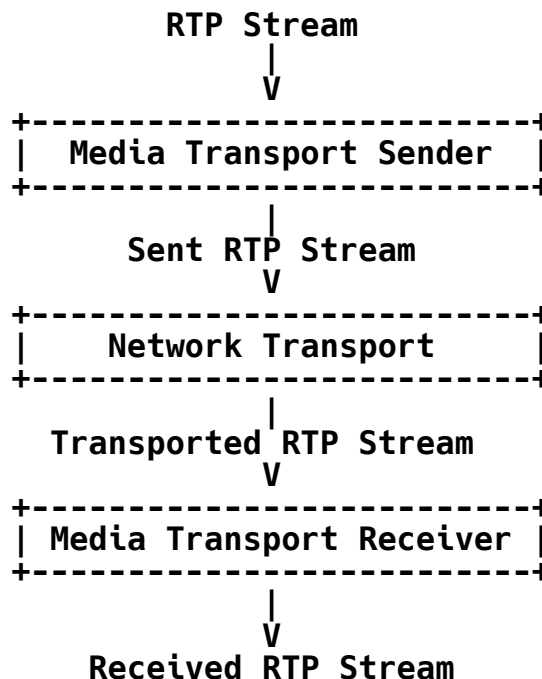 RTP Stream
|
V
+---------------------------+
|  Media Transport Sender   |
+---------------------------+
|
Sent RTP Stream
V
+---------------------------+
|    Network Transport      |
+---------------------------+
|
Transported RTP Stream
V
+---------------------------+
| Media Transport Receiver |
+---------------------------+
|
V
Received RTP Stream